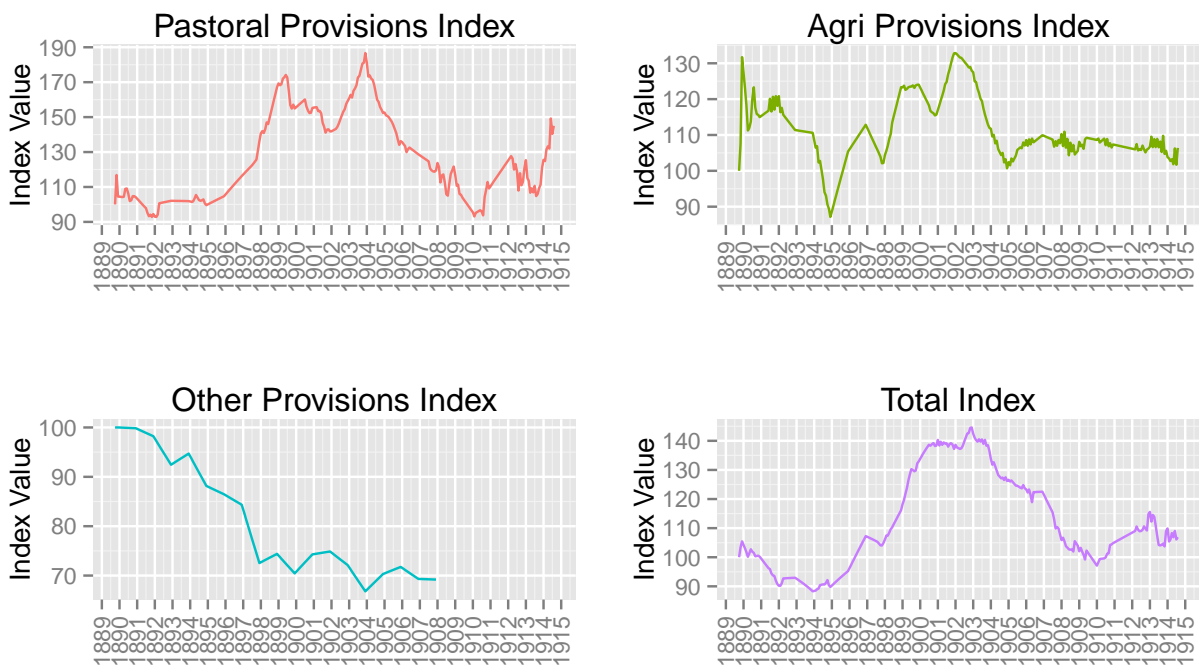 Pastoral Provisions Index
Index Value
190
170
150
130
110
90
1889 1890 1891 1892 1893 1894 1895 1896 1897 1898 1899 1900 1901 1902 1903 1904 1905 1906 1907 1908 1909 1910 1911 1912 1913 1914 1915
Agri Provisions Index
Index Value
130
120
110
100
90
1889 1890 1891 1892 1893 1894 1895 1896 1897 1898 1899 1900 1901 1902 1903 1904 1905 1906 1907 1908 1909 1910 1911 1912 1913 1914 1915
Other Provisions Index
Index Value
100
90
80
70
1889 1890 1891 1892 1893 1894 1895 1896 1897 1898 1899 1900 1901 1902 1903 1904 1905 1906 1907 1908 1909 1910 1911 1912 1913 1914 1915
Total Index
Index Value
140
130
120
110
100
90
1889 1890 1891 1892 1893 1894 1895 1896 1897 1898 1899 1900 1901 1902 1903 1904 1905 1906 1907 1908 1909 1910 1911 1912 1913 1914 1915